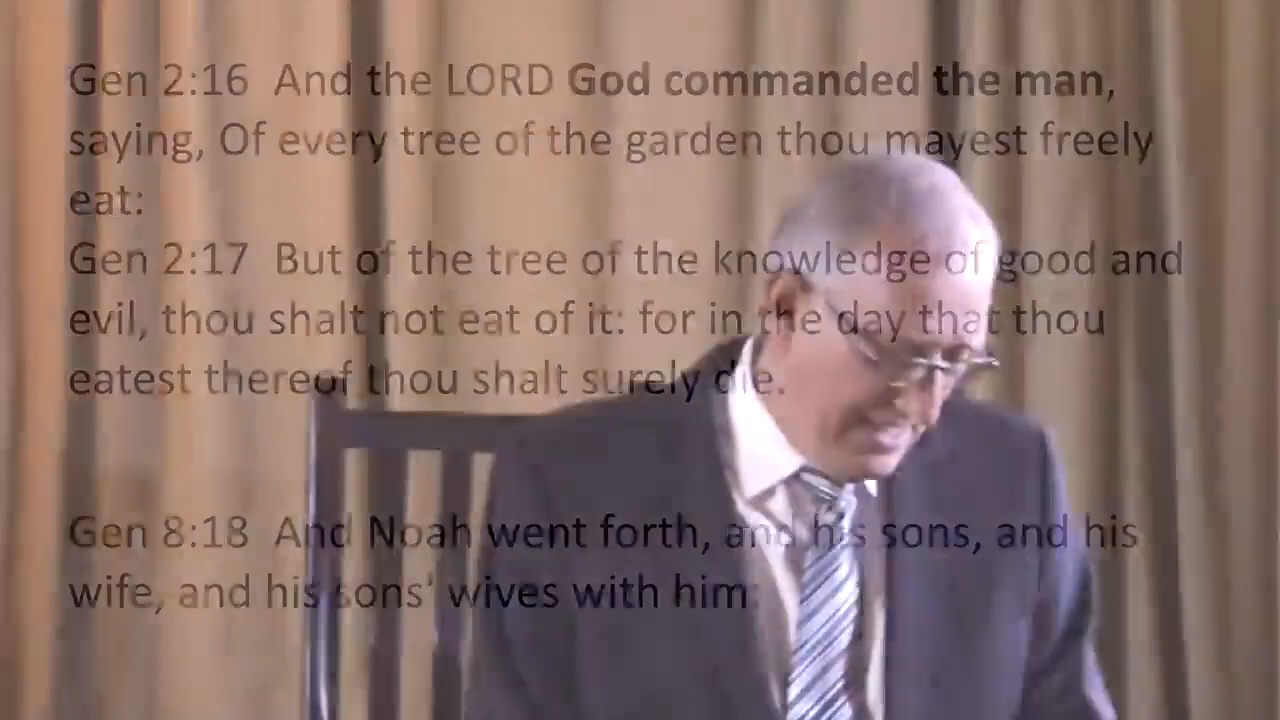 Gen 2:16 And the LORD God commanded the man,
saying, Of every tree of the garden thou mayest freely
eat:
Gen 2:17 But of the tree of the knowledge of good and
evil, thou shalt not eat of it: for in the day that thou
eatest thereof thou shalt surely die.
Gen 8:18 And Noah went forth, and his sons, and his
wife, and his sons' wives with him: